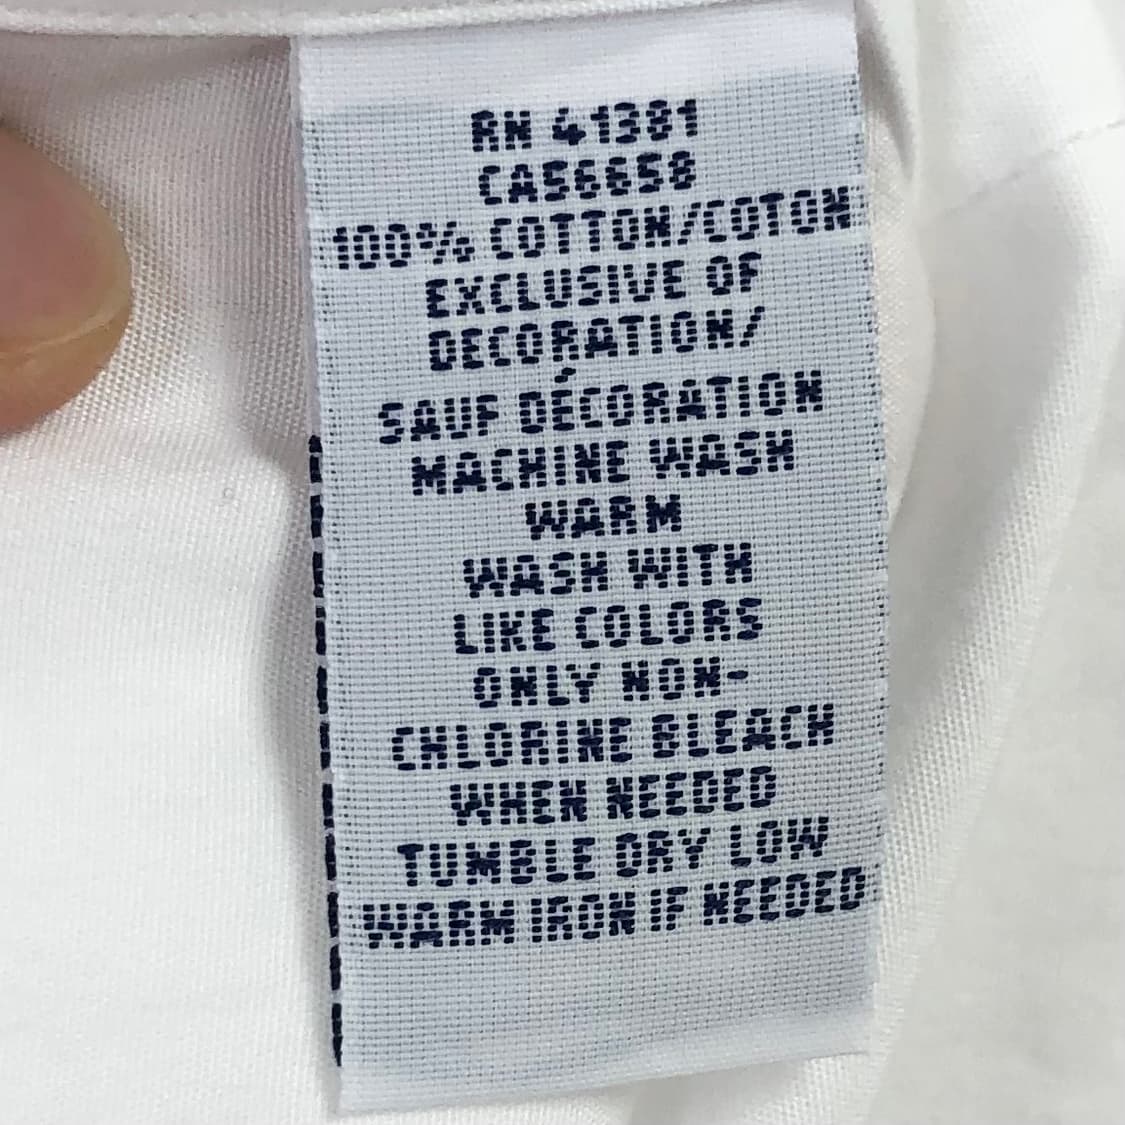 RN 41381
CA56658
100% COTTON/COTON
EXCLUSIVE OF
DECORATION/
SAUF DÉCORATION
MACHINE WASH
WARM
WASH WITH
LIKE COLORS
ONLY NON-
CHLORINE BLEACH
WHEN NEEDED
TUMBLE DRY LOW
WARM IRON IF NEEDED